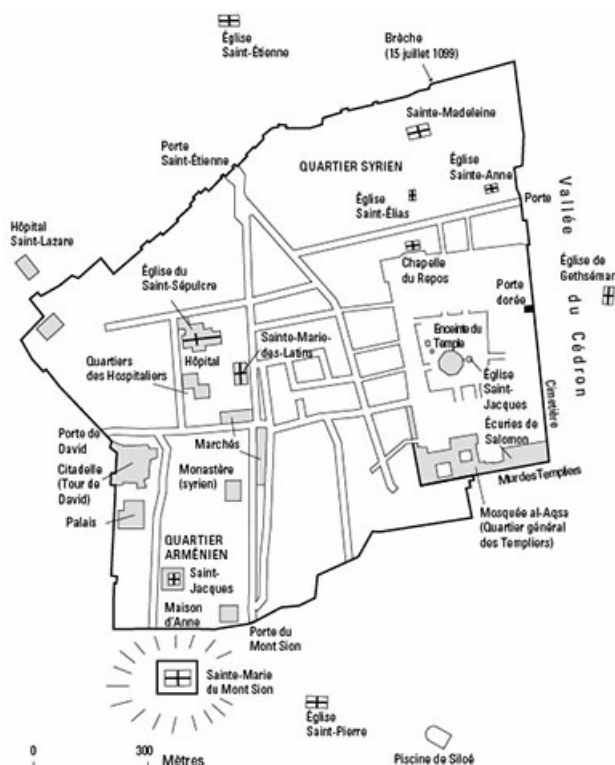 Église
Saint-Étienne
Brèche
(15 juillet 1099)
Sainte-Madeleine
Porte
Saint-Étienne
QUARTIER SYRIEN
Église
Sainte-Anne
Église
Saint-Élias
Porte
Vallée
du Cédron
Hôpital
Saint-Lazare
Église du
Saint-Sépulcre
Chapelle
du Repos
Église de
Gethséman
Porte
dorée
Hôpital
Sainte-Marie-
des-Latins
Enceinte du
Temple
Quartiers
des Hospitaliers
Église
Saint-
Jacques
Cimetière
Écuries de
Salomon
Porte de
David
Marchés
Citadelle
(Tour de
David)
Monastère
(syrien)
Mur des Templiers
Palais
Mosquée al-Aqsa
(Quartier général
des Templiers)
QUARTIER
ARMÉNIEN
Saint-
Jacques
Maison
d'Anne
Porte du
Mont Sion
Sainte-Marie
du Mont Sion
Église
Saint-Pierre
Piscine de Siloé
0 300 Mètres